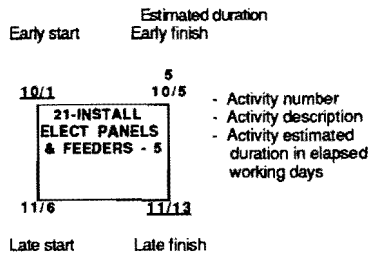 Estimated duration
Early start Early finish
5
10/1 10/5
21-INSTALL
ELECT PANELS
& FEEDERS - 5
- Activity number
- Activity description
- Activity estimated
duration in elapsed
working days
11/6 11/13
Late start Late finish